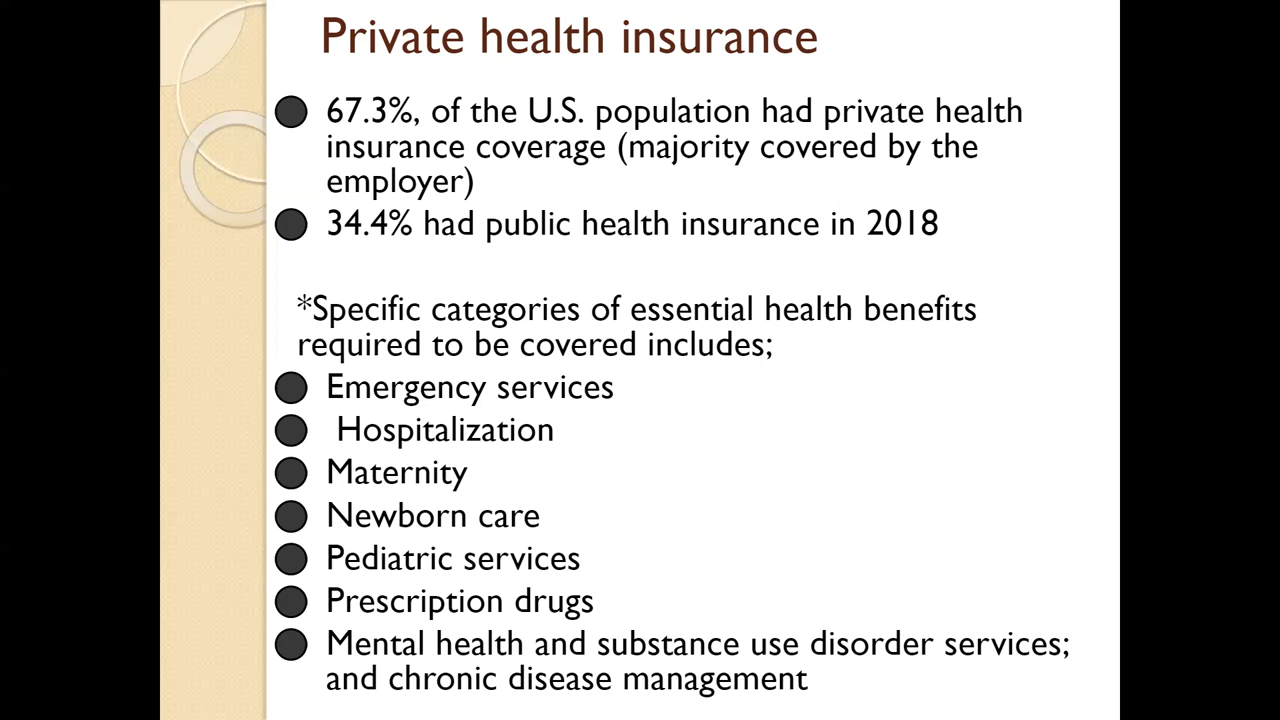 Private health insurance
67.3%, of the U.S. population had private health
insurance coverage (majority covered by the
employer)
34.4% had public health insurance in 2018
*Specific categories of essential health benefits
required to be covered includes;
Emergency services
Hospitalization
Maternity
Newborn care
Pediatric services
Prescription drugs
Mental health and substance use disorder services;
and chronic disease management